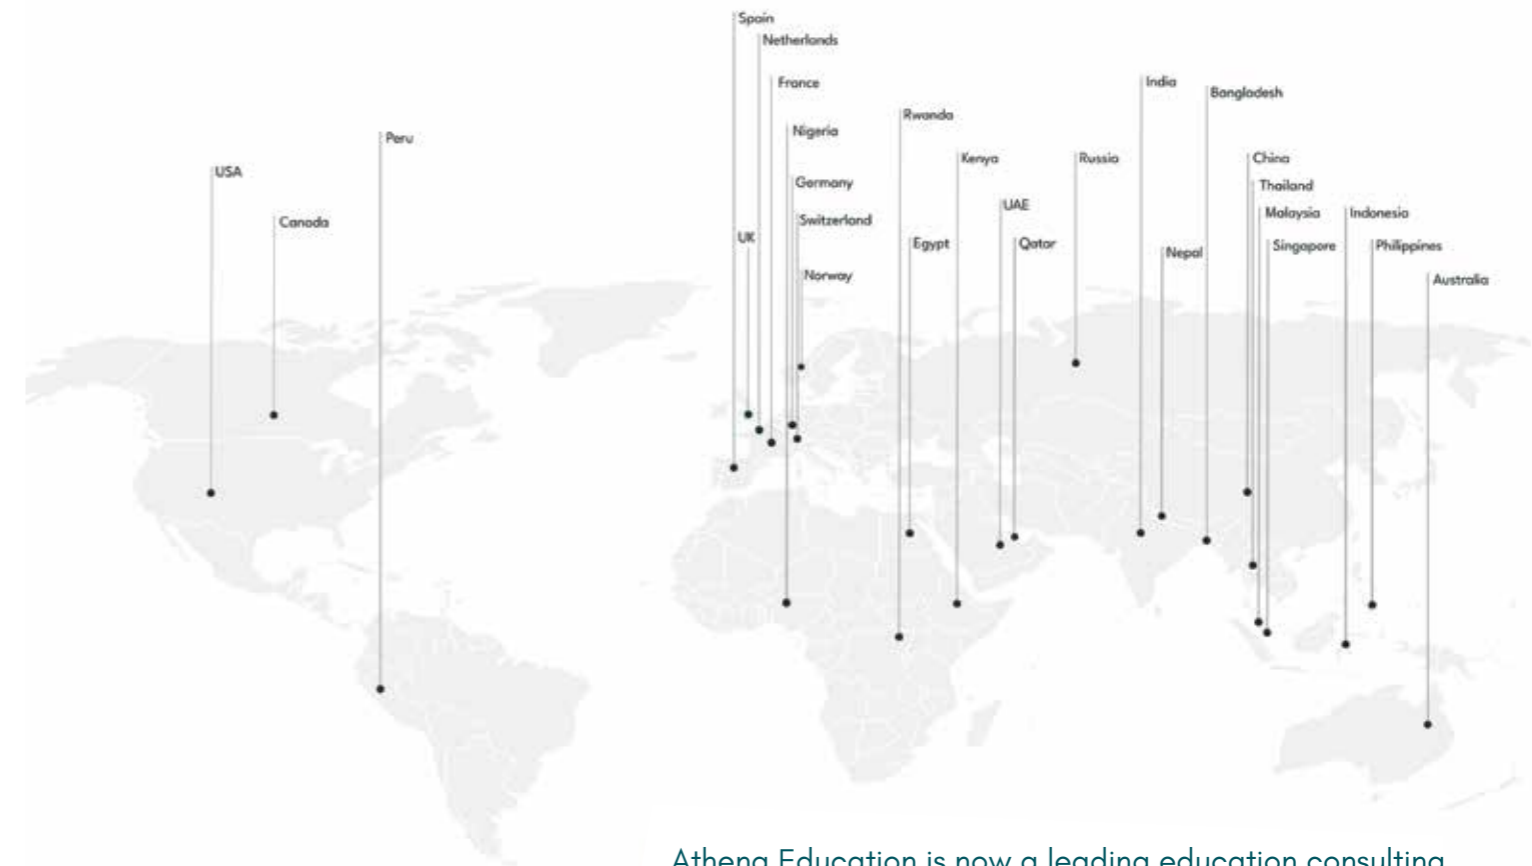 Spain
Netherlands
France
India
Bangladesh
Rwanda
Nigeria
Peru
Kenya
Russia
China
USA
Germany
Thailand
UAE
Malaysia
Indonesia
Switzerland
Canada
UK
Egypt
Qatar
Singapore
Philippines
Nepal
Norway
Australia
Athena Education is now a leading education consulting